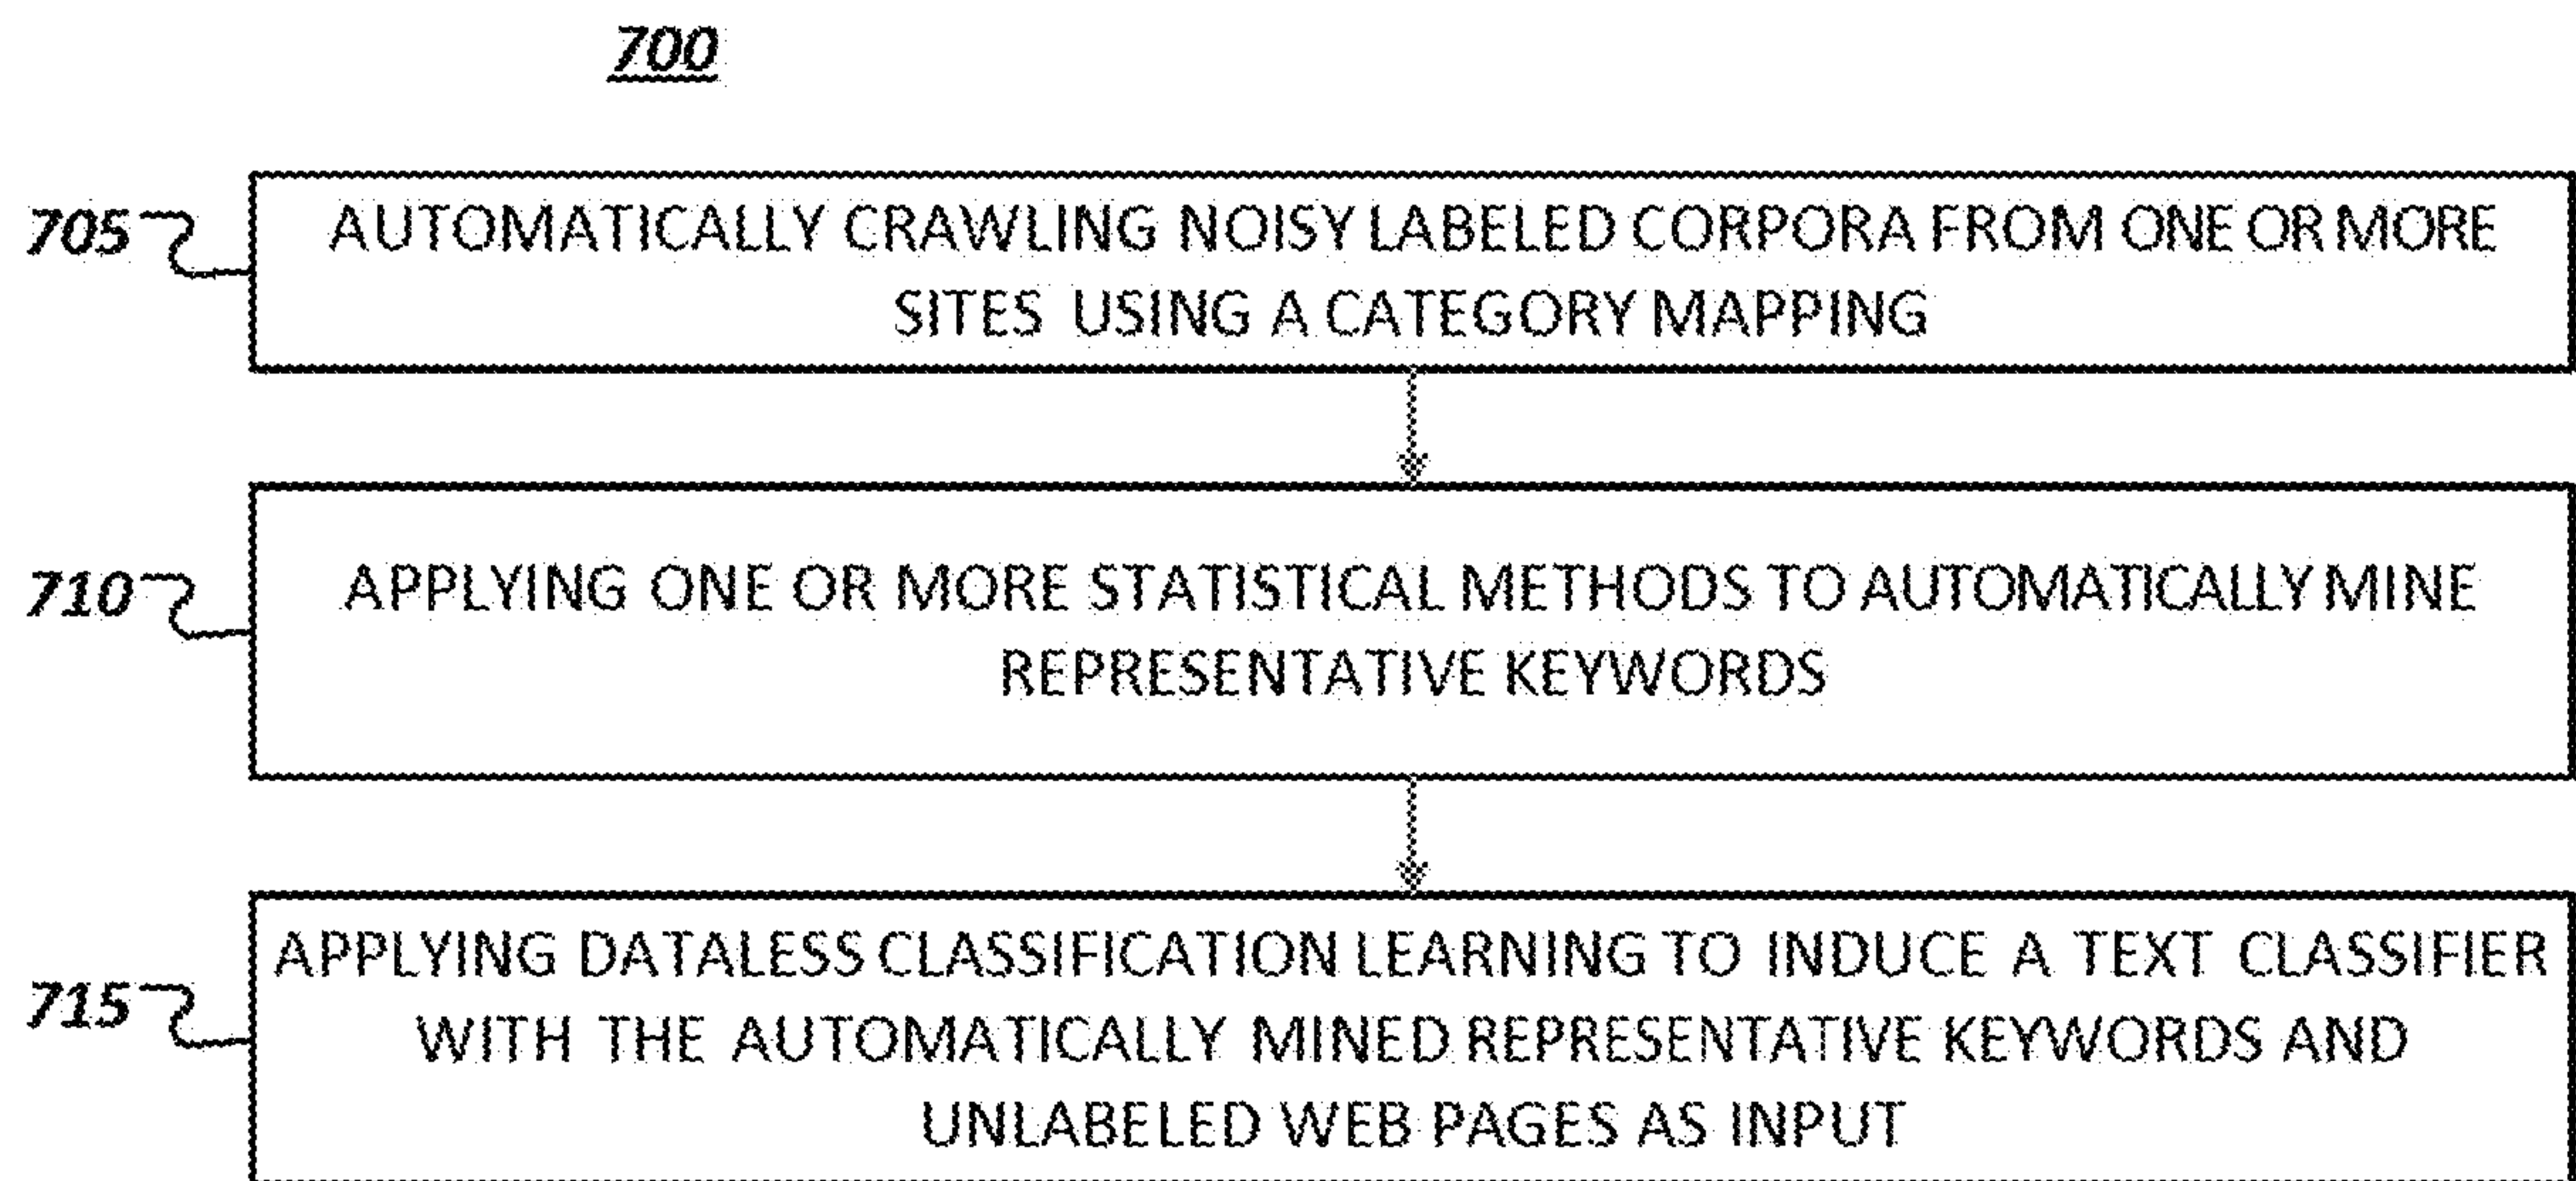 700
705
AUTOMATICALLY CRAWLING NOISY LABELED CORPORA FROM ONE OR MORE
SITES USING A CATEGORY MAPPING
710
APPLYING ONE OR MORE STATISTICAL METHODS TO AUTOMATICALLY MINE
REPRESENTATIVE KEYWORDS
715
APPLYING DATALESS CLASSIFICATION LEARNING TO INDUCE A TEXT CLASSIFIER
WITH THE AUTOMATICALLY MINED REPRESENTATIVE KEYWORDS AND
UNLABELED WEB PAGES AS INPUT